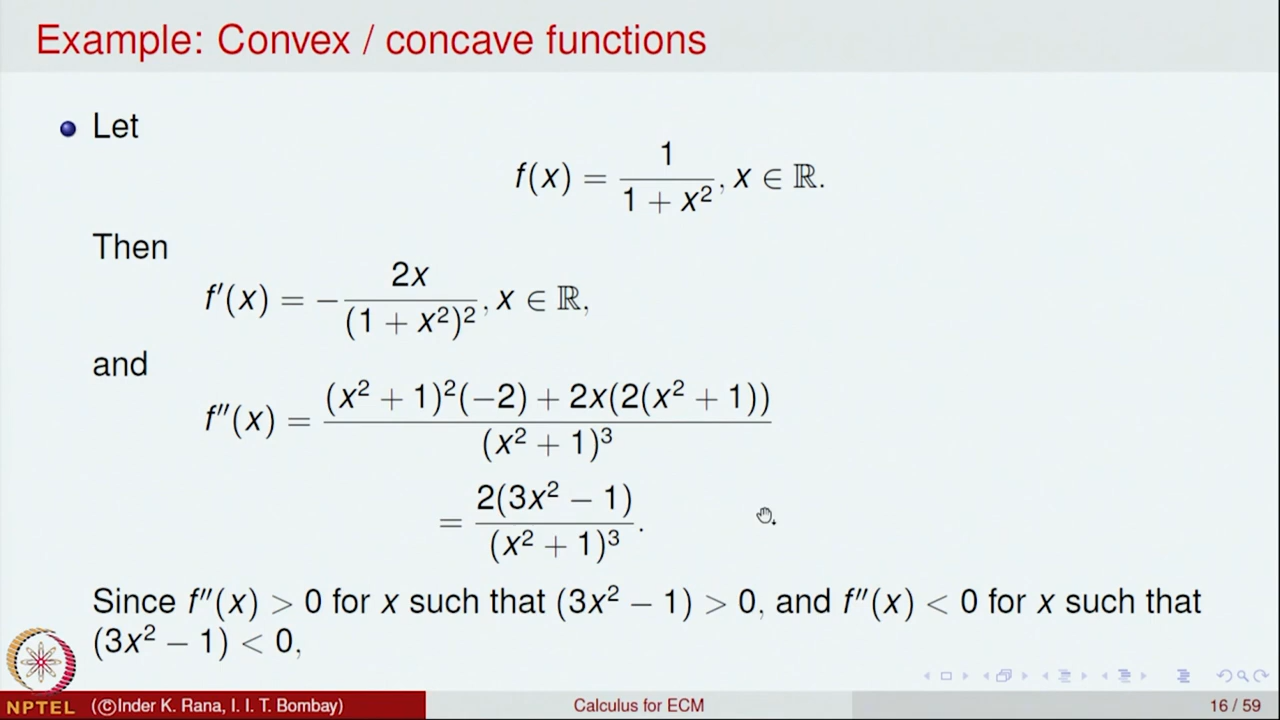 Example: Convex / concave functions
Let
f(x) = 1/(1 + x²), x ∈ ℝ.
Then
f′(x) = −2x/(1 + x²)², x ∈ ℝ,
and
f″(x) = ((x² + 1)²(−2) + 2x(2(x² + 1)))/(x² + 1)³
= 2(3x² − 1)/(x² + 1)³.
Since f″(x) > 0 for x such that (3x² − 1) > 0, and f″(x) < 0 for x such that
(3x² − 1) < 0,
NPTEL (©Inder K. Rana, I. I. T. Bombay) Calculus for ECM 16 / 59